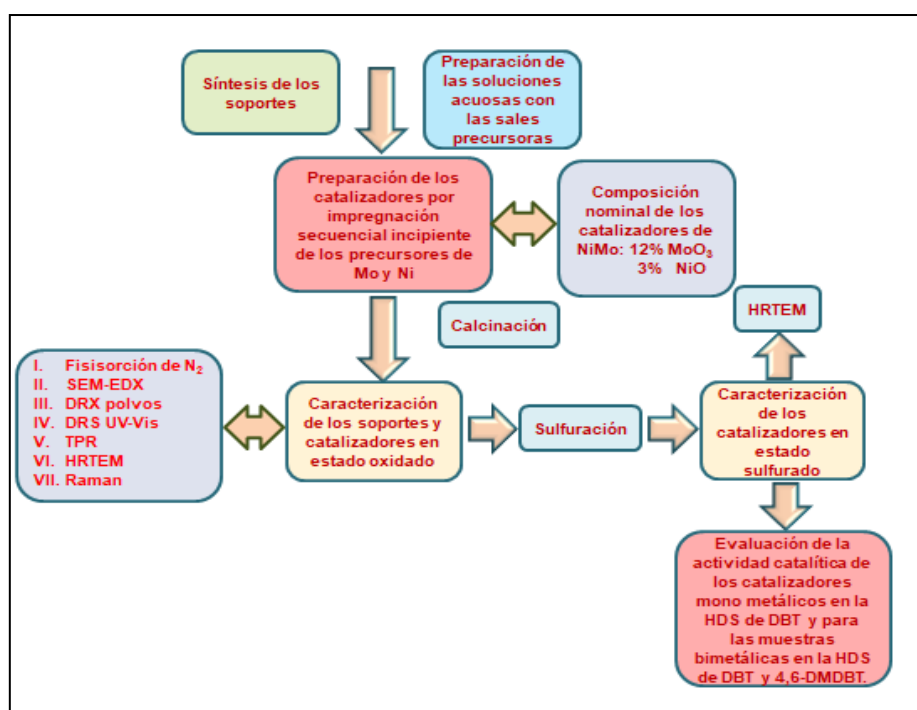 Síntesis de los
soportes
Preparación de
las soluciones
acuosas con
las sales
precursoras
Preparación de los
catalizadores por
impregnación
secuencial incipiente
de los precursores de
Mo y Ni
Composición
nominal de los
catalizadores de
NiMo: 12% MoO₃
3% NiO
Calcinación
HRTEM
I. Fisisorción de N₂
II. SEM-EDX
III. DRX polvos
IV. DRS UV-Vis
V. TPR
VI. HRTEM
VII. Raman
Caracterización
de los soportes y
catalizadores en
estado oxidado
Sulfuración
Caracterización
de los
catalizadores en
estado
sulfurado
Evaluación de la
actividad catalítica de
los catalizadores
mono metálicos en la
HDS de DBT y para
las muestras
bimetálicas en la HDS
de DBT y 4,6-DMDBT.